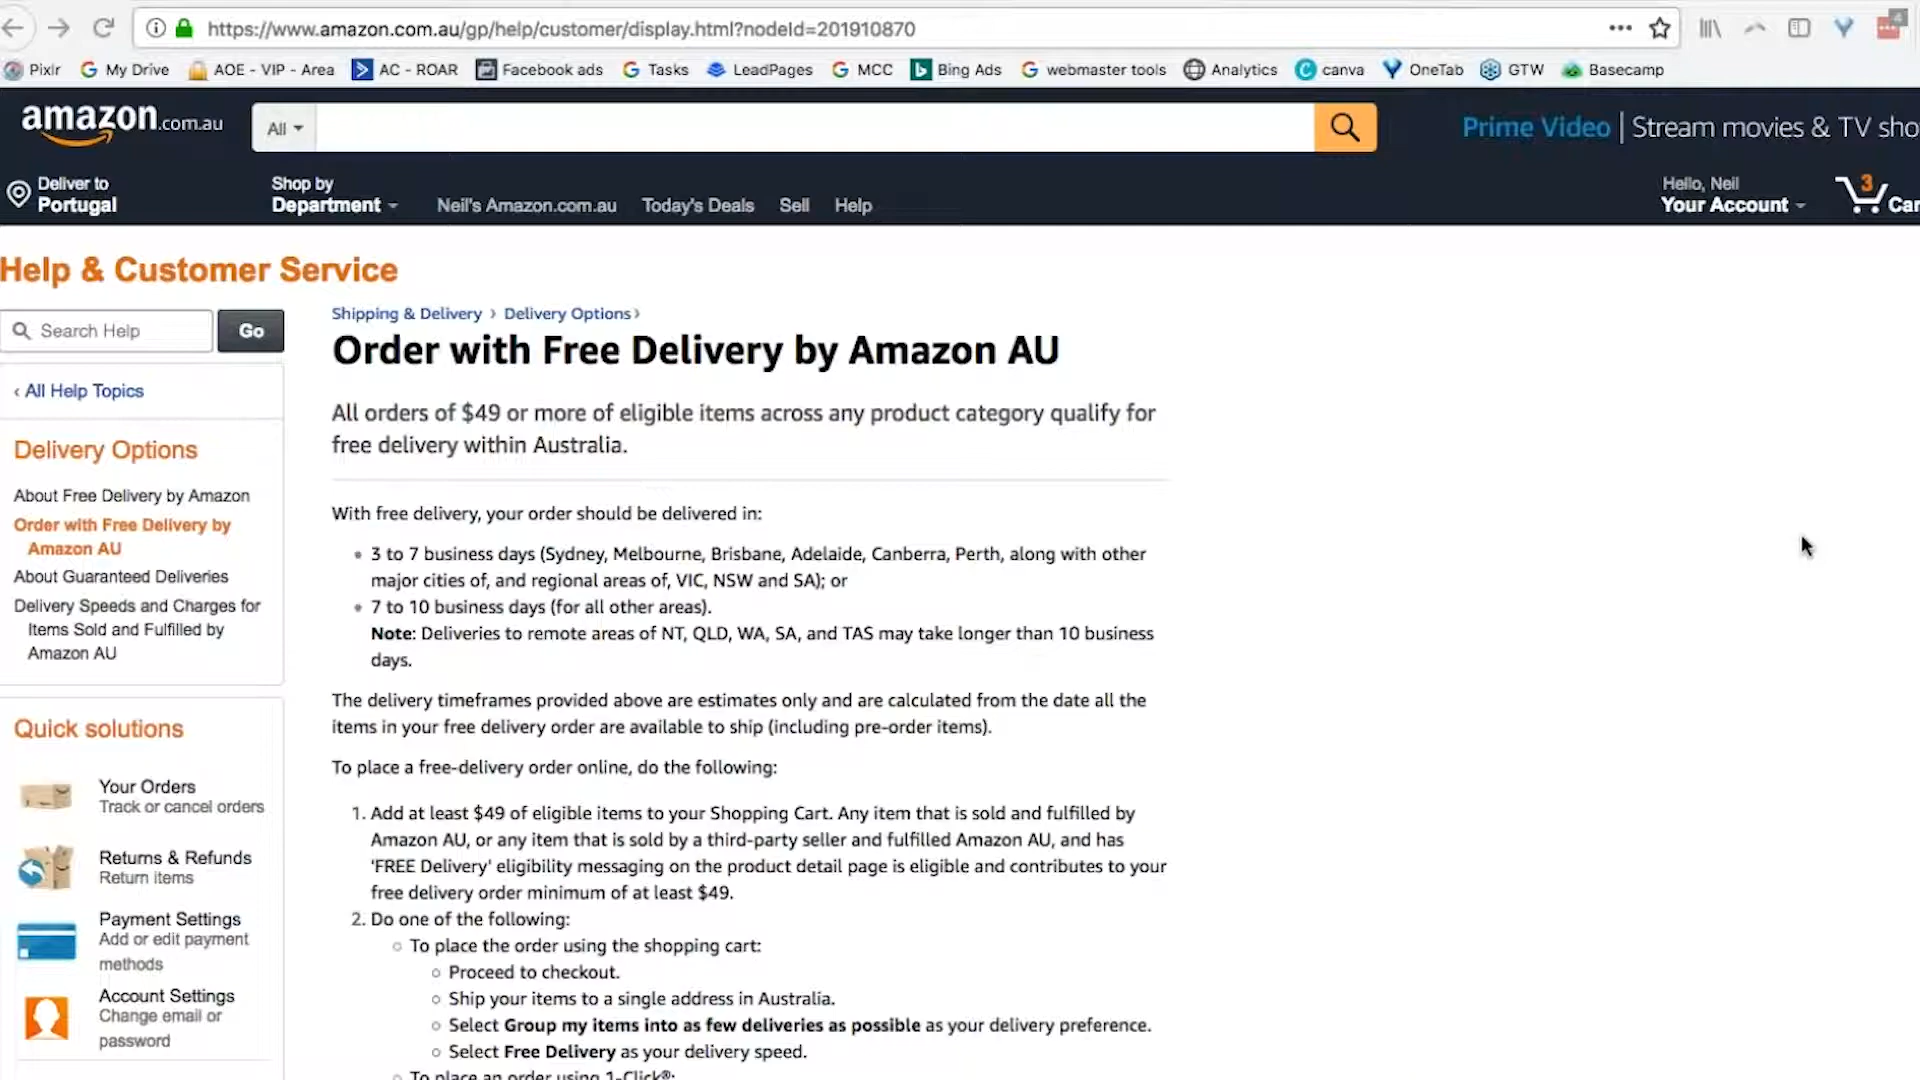 https://www.amazon.com.au/gp/help/customer/display.html?nodeId=201910870
4
Pixlr My Drive AOE - VIP - Area AC - ROAR Facebook ads Tasks LeadPages MCC Bing Ads webmaster tools Analytics canva OneTab GTW Basecamp
amazon.com.au All Prime Video | Stream movies & TV sho
Deliver to
Portugal
Shop by
Department
Neil's Amazon.com.au Today's Deals Sell Help
Hello, Neil
Your Account
3
Car
Help & Customer Service
Search Help Go
‹ All Help Topics
Delivery Options
About Free Delivery by Amazon
Order with Free Delivery by
Amazon AU
About Guaranteed Deliveries
Delivery Speeds and Charges for
Items Sold and Fulfilled by
Amazon AU
Quick solutions
Your Orders
Track or cancel orders
Returns & Refunds
Return items
Payment Settings
Add or edit payment
methods
Account Settings
Change email or
password
Shipping & Delivery › Delivery Options ›
Order with Free Delivery by Amazon AU
All orders of $49 or more of eligible items across any product category qualify for
free delivery within Australia.
With free delivery, your order should be delivered in:
3 to 7 business days (Sydney, Melbourne, Brisbane, Adelaide, Canberra, Perth, along with other
major cities of, and regional areas of, VIC, NSW and SA); or
7 to 10 business days (for all other areas).
Note: Deliveries to remote areas of NT, QLD, WA, SA, and TAS may take longer than 10 business
days.
The delivery timeframes provided above are estimates only and are calculated from the date all the
items in your free delivery order are available to ship (including pre-order items).
To place a free-delivery order online, do the following:
1. Add at least $49 of eligible items to your Shopping Cart. Any item that is sold and fulfilled by
Amazon AU, or any item that is sold by a third-party seller and fulfilled Amazon AU, and has
'FREE Delivery' eligibility messaging on the product detail page is eligible and contributes to your
free delivery order minimum of at least $49.
2. Do one of the following:
To place the order using the shopping cart:
Proceed to checkout.
Ship your items to a single address in Australia.
Select Group my items into as few deliveries as possible as your delivery preference.
Select Free Delivery as your delivery speed.
To place an order using 1-Click®: